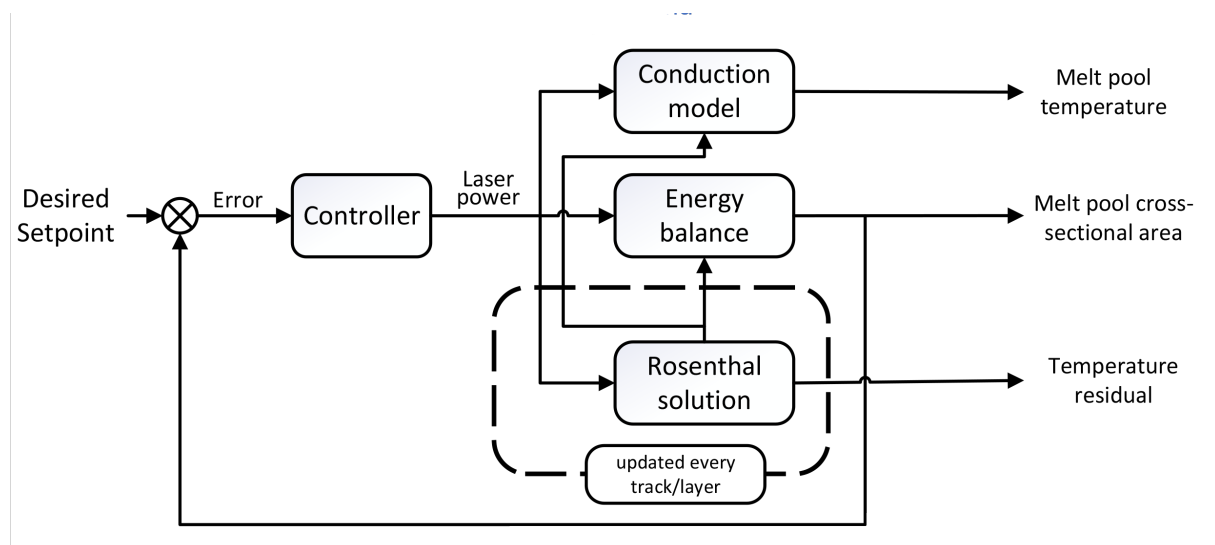 Conduction
model
Melt pool
temperature
Desired
Setpoint
Error
Controller
Laser
power
Energy
balance
Melt pool cross-
sectional area
Rosenthal
solution
Temperature
residual
updated every
track/layer